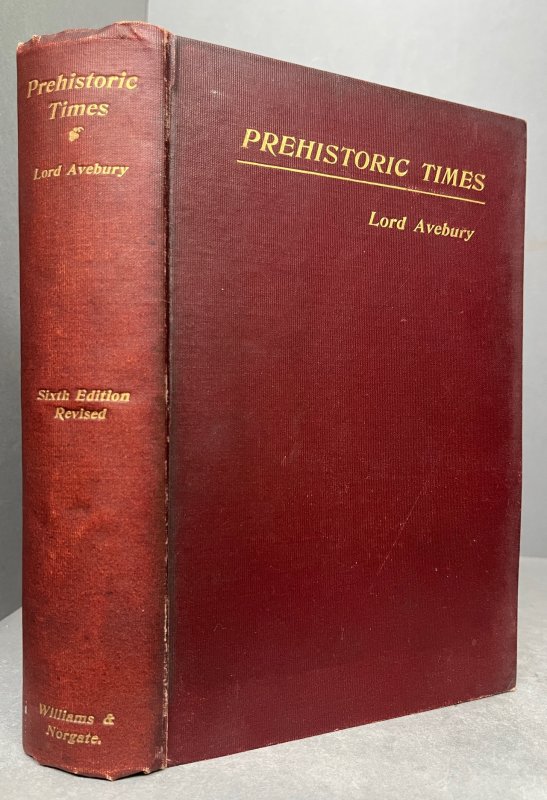 Prehistoric
Times
Lord Avebury
Sixth Edition
Revised
Williams &
Norgate.
PREHISTORIC TIMES
Lord Avebury